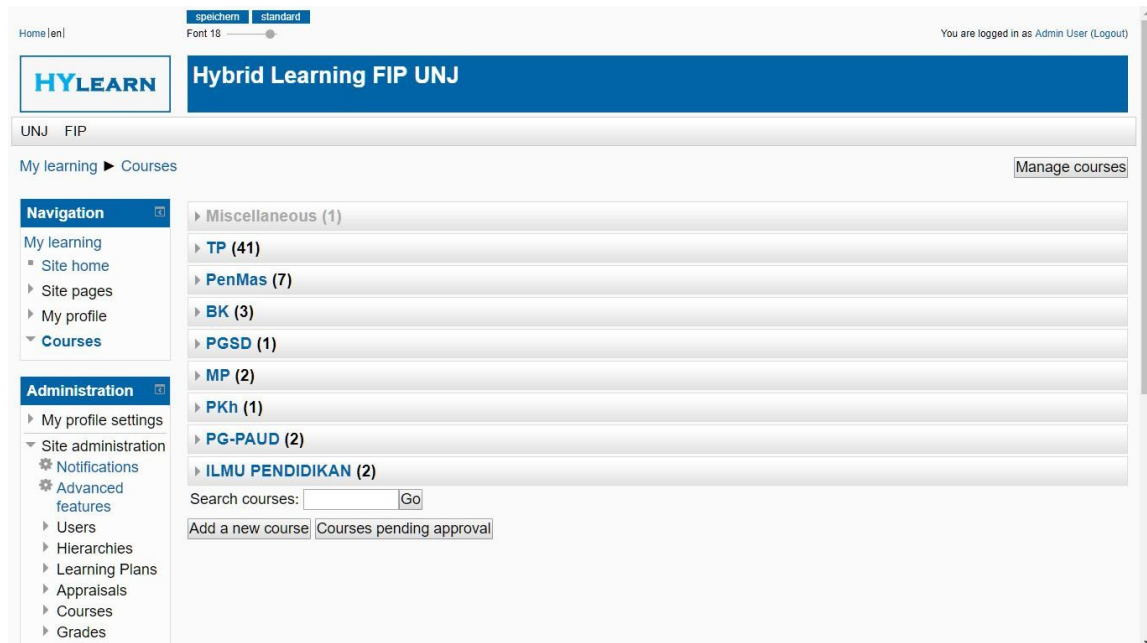 speichern standard
Home|en|
Font 18
You are logged in as Admin User (Logout)
HYLEARN
Hybrid Learning FIP UNJ
UNJ FIP
My learning ► Courses
Manage courses
Navigation
My learning
Site home
Site pages
My profile
Courses
Administration
My profile settings
Site administration
Notifications
Advanced
features
Users
Hierarchies
Learning Plans
Appraisals
Courses
Grades
Miscellaneous (1)
TP (41)
PenMas (7)
BK (3)
PGSD (1)
MP (2)
PKh (1)
PG-PAUD (2)
ILMU PENDIDIKAN (2)
Search courses: Go
Add a new course Courses pending approval